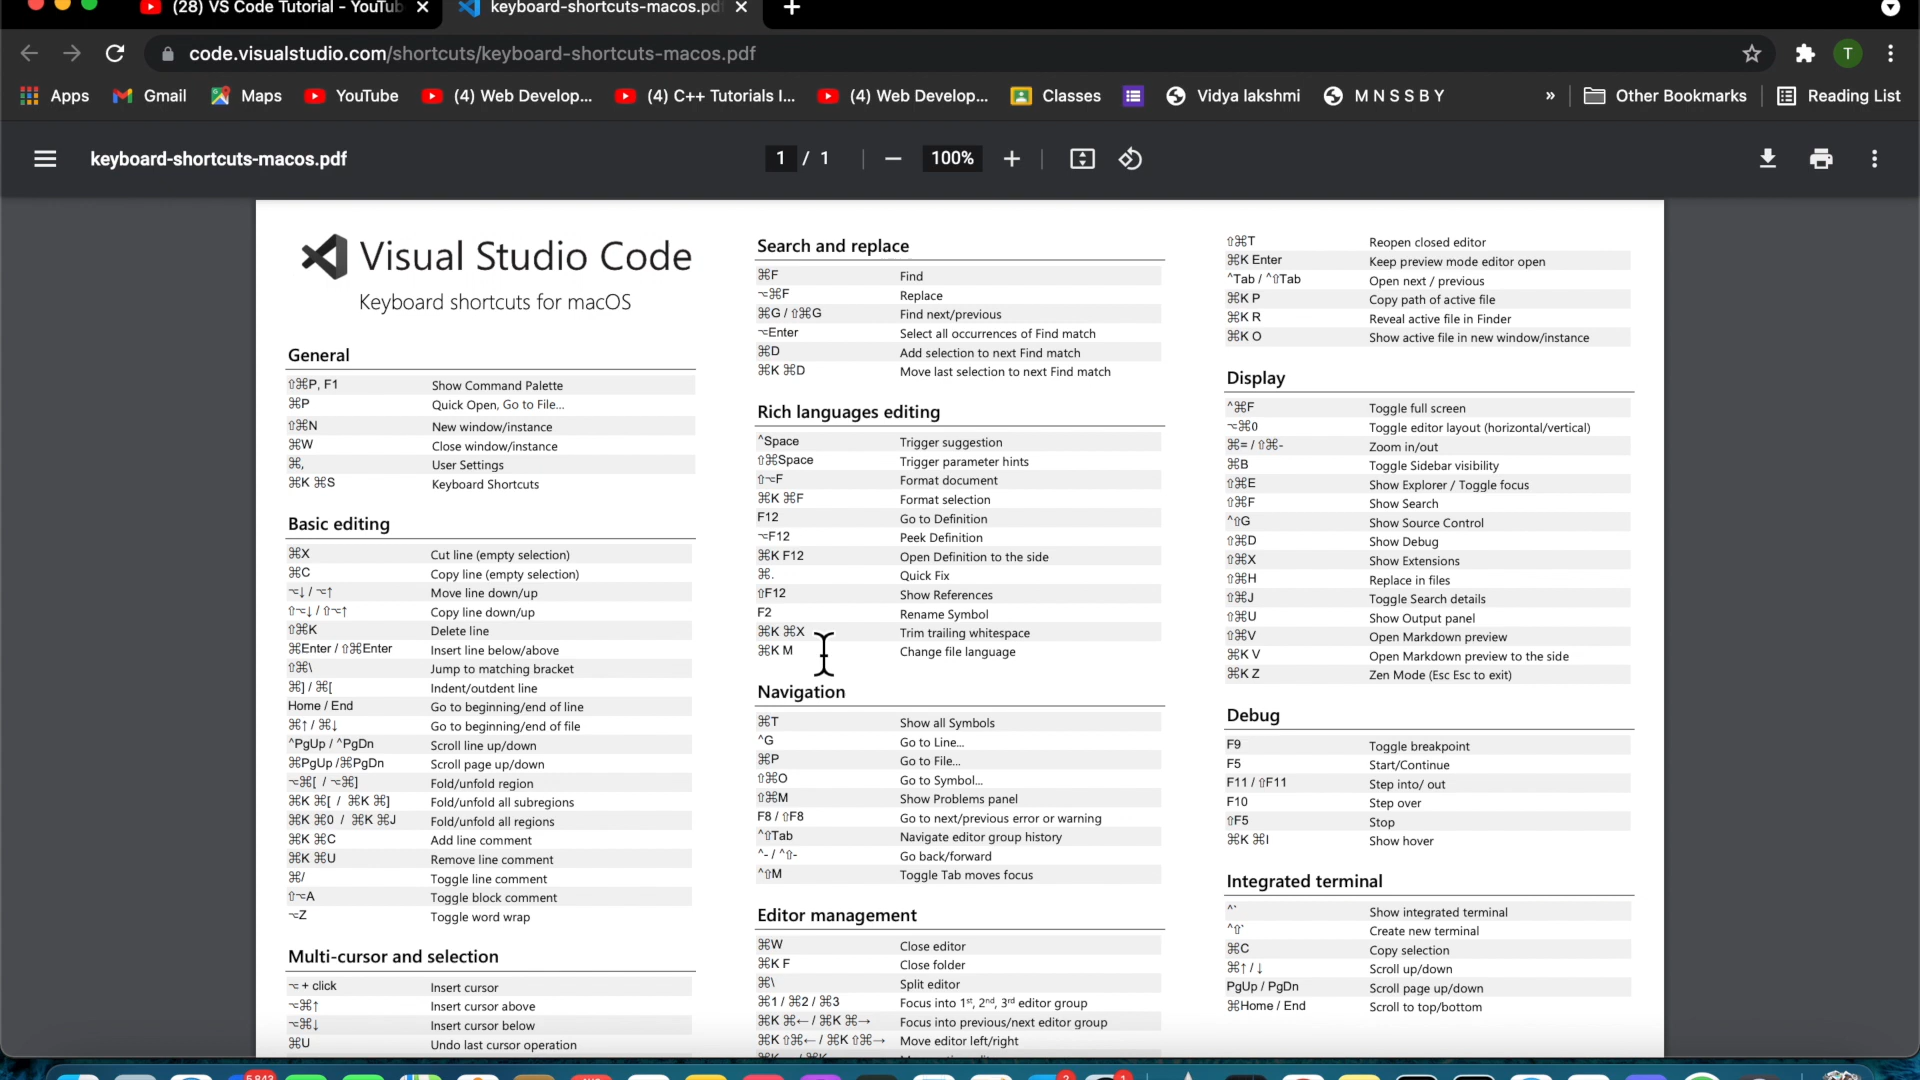 (28) VS Code Tutorial - YouTub
keyboard-shortcuts-macos.pdf
code.visualstudio.com/shortcuts/keyboard-shortcuts-macos.pdf
T
Apps
Gmail
Maps
YouTube
(4) Web Develop...
(4) C++ Tutorials I...
(4) Web Develop...
Classes
Vidya lakshmi
M N S S B Y
»
Other Bookmarks
Reading List
keyboard-shortcuts-macos.pdf
1 / 1
100%
Visual Studio Code
Keyboard shortcuts for macOS
General
⇧⌘P, F1 Show Command Palette
⌘P Quick Open, Go to File...
⇧⌘N New window/instance
⌘W Close window/instance
⌘, User Settings
⌘K ⌘S Keyboard Shortcuts
Basic editing
⌘X Cut line (empty selection)
⌘C Copy line (empty selection)
⌥↓ / ⌥↑ Move line down/up
⇧⌥↓ / ⇧⌥↑ Copy line down/up
⇧⌘K Delete line
⌘Enter / ⇧⌘Enter Insert line below/above
⇧⌘\ Jump to matching bracket
⌘] / ⌘[ Indent/outdent line
Home / End Go to beginning/end of line
⌘↑ / ⌘↓ Go to beginning/end of file
^PgUp / ^PgDn Scroll line up/down
⌘PgUp /⌘PgDn Scroll page up/down
⌥⌘[ / ⌥⌘] Fold/unfold region
⌘K ⌘[ / ⌘K ⌘] Fold/unfold all subregions
⌘K ⌘0 / ⌘K ⌘J Fold/unfold all regions
⌘K ⌘C Add line comment
⌘K ⌘U Remove line comment
⌘/ Toggle line comment
⇧⌥A Toggle block comment
⌥Z Toggle word wrap
Multi-cursor and selection
⌥ + click Insert cursor
⌥⌘↑ Insert cursor above
⌥⌘↓ Insert cursor below
⌘U Undo last cursor operation
Search and replace
⌘F Find
⌥⌘F Replace
⌘G / ⇧⌘G Find next/previous
⌥Enter Select all occurrences of Find match
⌘D Add selection to next Find match
⌘K ⌘D Move last selection to next Find match
Rich languages editing
^Space Trigger suggestion
⇧⌘Space Trigger parameter hints
⇧⌥F Format document
⌘K ⌘F Format selection
F12 Go to Definition
⌥F12 Peek Definition
⌘K F12 Open Definition to the side
⌘. Quick Fix
⇧F12 Show References
F2 Rename Symbol
⌘K ⌘X Trim trailing whitespace
⌘K M Change file language
Navigation
⌘T Show all Symbols
^G Go to Line...
⌘P Go to File...
⇧⌘O Go to Symbol...
⇧⌘M Show Problems panel
F8 / ⇧F8 Go to next/previous error or warning
^⇧Tab Navigate editor group history
^- / ^⇧- Go back/forward
^⇧M Toggle Tab moves focus
Editor management
⌘W Close editor
⌘K F Close folder
⌘\ Split editor
⌘1 / ⌘2 / ⌘3 Focus into 1st, 2nd, 3rd editor group
⌘K ⌘← / ⌘K ⌘→ Focus into previous/next editor group
⌘K ⇧⌘← / ⌘K ⇧⌘→ Move editor left/right
⇧⌘T Reopen closed editor
⌘K Enter Keep preview mode editor open
^Tab / ^⇧Tab Open next / previous
⌘K P Copy path of active file
⌘K R Reveal active file in Finder
⌘K O Show active file in new window/instance
Display
^⌘F Toggle full screen
⌥⌘0 Toggle editor layout (horizontal/vertical)
⌘= / ⇧⌘- Zoom in/out
⌘B Toggle Sidebar visibility
⇧⌘E Show Explorer / Toggle focus
⇧⌘F Show Search
^⇧G Show Source Control
⇧⌘D Show Debug
⇧⌘X Show Extensions
⇧⌘H Replace in files
⇧⌘J Toggle Search details
⇧⌘U Show Output panel
⇧⌘V Open Markdown preview
⌘K V Open Markdown preview to the side
⌘K Z Zen Mode (Esc Esc to exit)
Debug
F9 Toggle breakpoint
F5 Start/Continue
F11 / ⇧F11 Step into/ out
F10 Step over
⇧F5 Stop
⌘K ⌘I Show hover
Integrated terminal
^` Show integrated terminal
^⇧` Create new terminal
⌘C Copy selection
⌘↑ / ↓ Scroll up/down
PgUp / PgDn Scroll page up/down
⌘Home / End Scroll to top/bottom
5,843
2
1